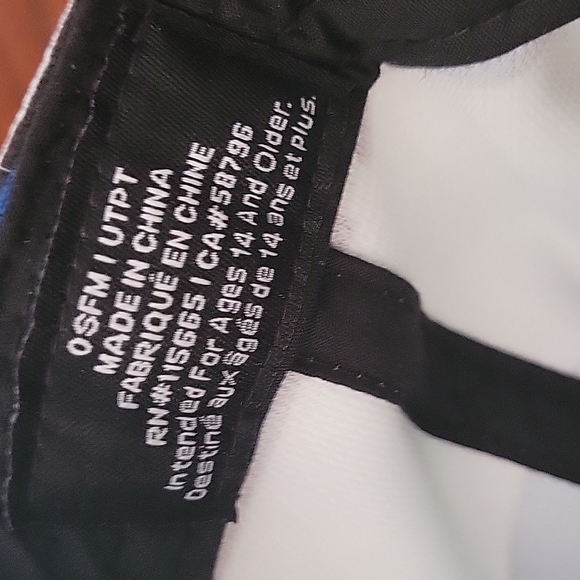 OSFM | UTPT
MADE IN CHINA
FABRIQUÉ EN CHINE
RN#115665 / CA#58796
Intended For Ages 14 And Older.
Destiné aux âgés de 14 ans et plus.